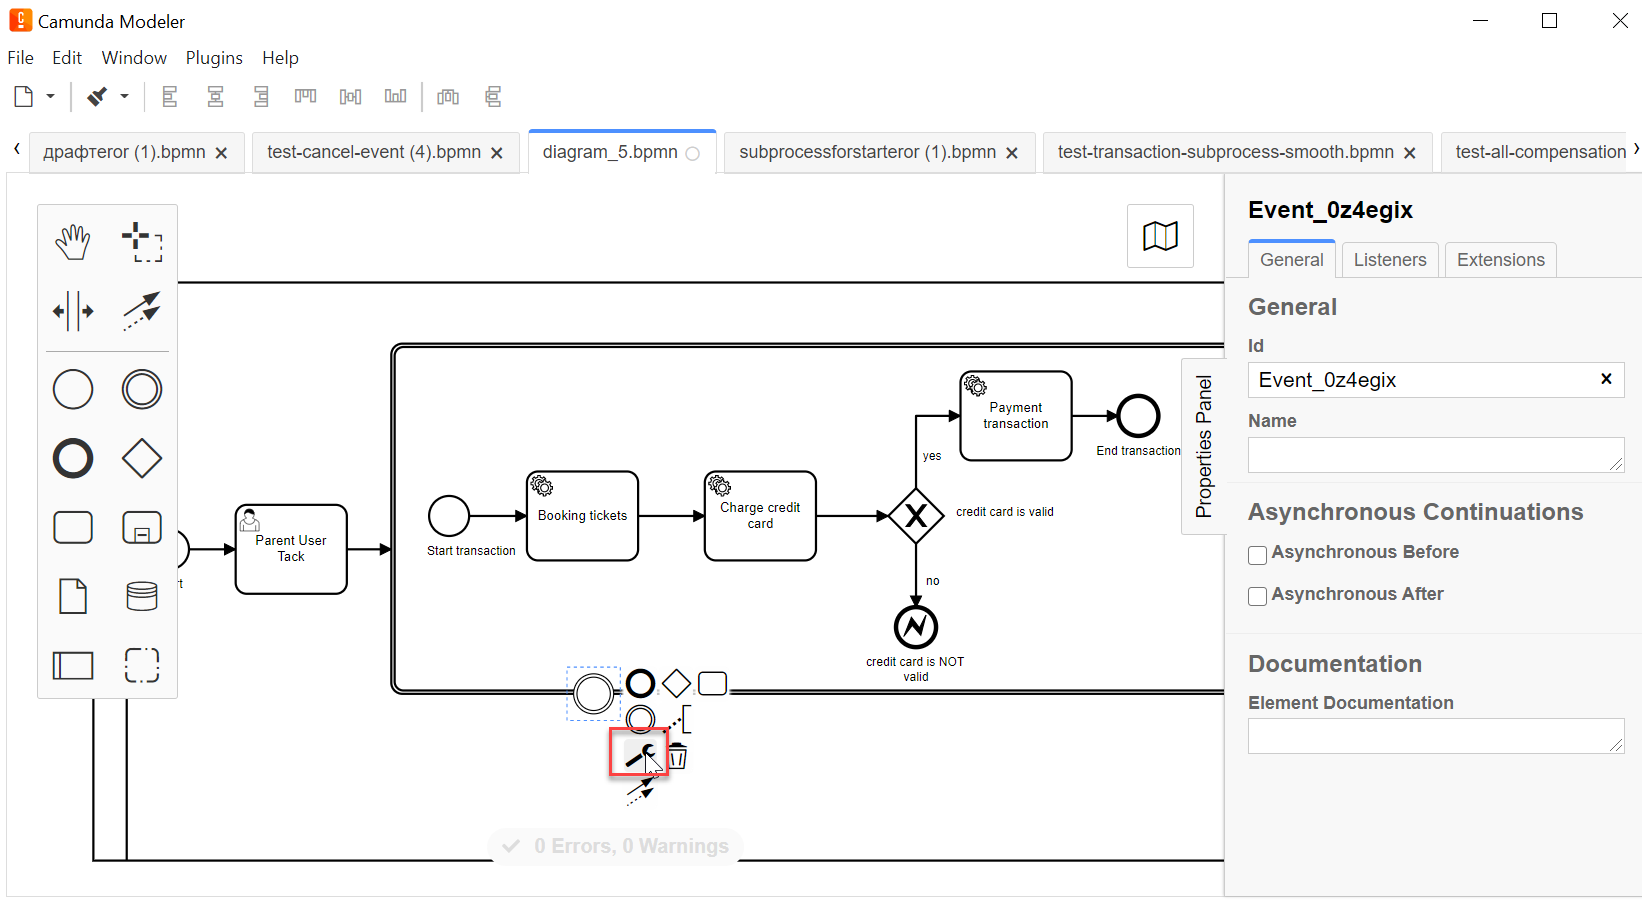 Camunda Modeler
File Edit Window Plugins Help
драфтeror (1).bpmn
test-cancel-event (4).bpmn
diagram_5.bpmn
subprocessforstarteror (1).bpmn
test-transaction-subprocess-smooth.bpmn
test-all-compensation
Event_0z4egix
General Listeners Extensions
General
Id
Event_0z4egix
Name
Asynchronous Continuations
Asynchronous Before
Asynchronous After
Documentation
Element Documentation
Properties Panel
Parent User
Tack
Start transaction
Booking tickets
Charge credit
card
credit card is valid
yes
Payment
transaction
End transaction
no
credit card is NOT
valid
0 Errors, 0 Warnings